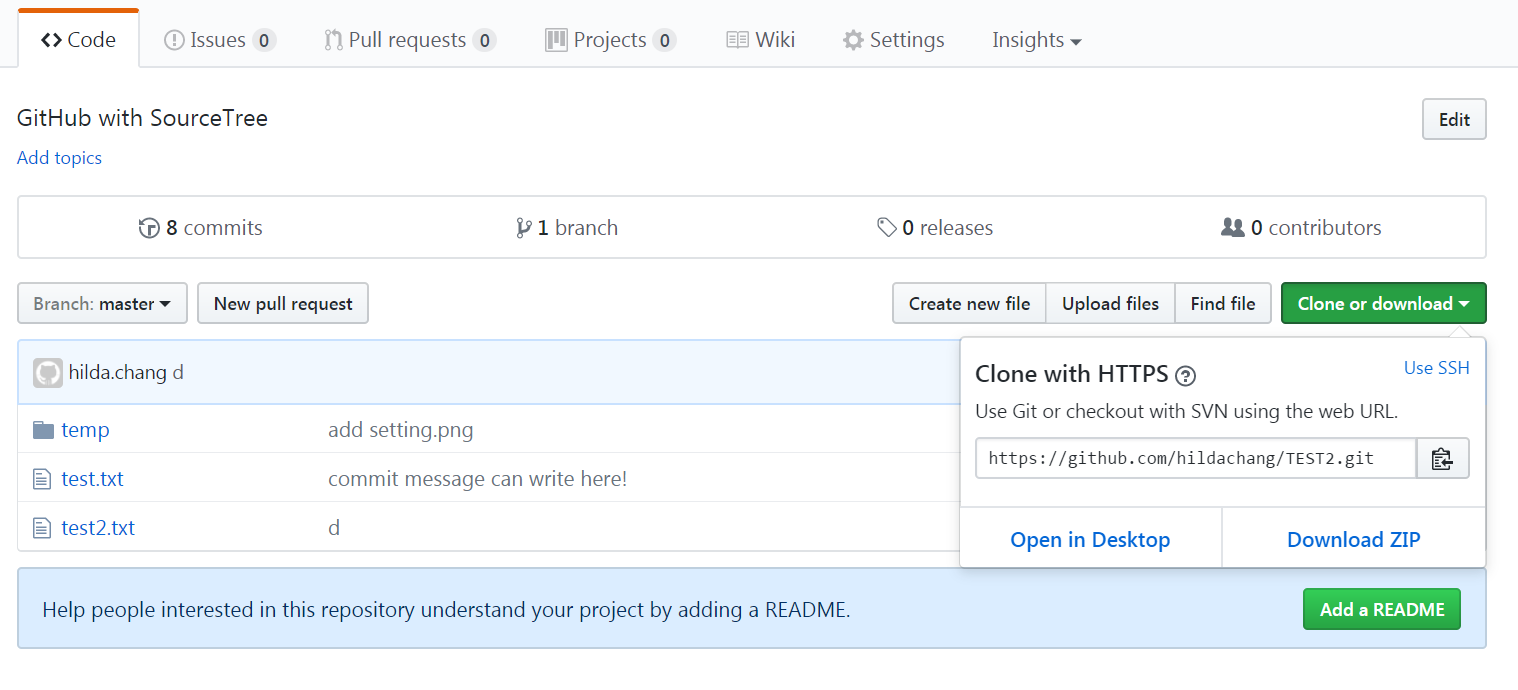 Code Issues 0 Pull requests 0 Projects 0 Wiki Settings Insights
GitHub with SourceTree Edit
Add topics
8 commits 1 branch 0 releases 0 contributors
Branch: master New pull request Create new file Upload files Find file Clone or download
hilda.chang d
temp add setting.png
test.txt commit message can write here!
test2.txt d
Clone with HTTPS ? Use SSH
Use Git or checkout with SVN using the web URL.
https://github.com/hildachang/TEST2.git
Open in Desktop Download ZIP
Help people interested in this repository understand your project by adding a README. Add a README